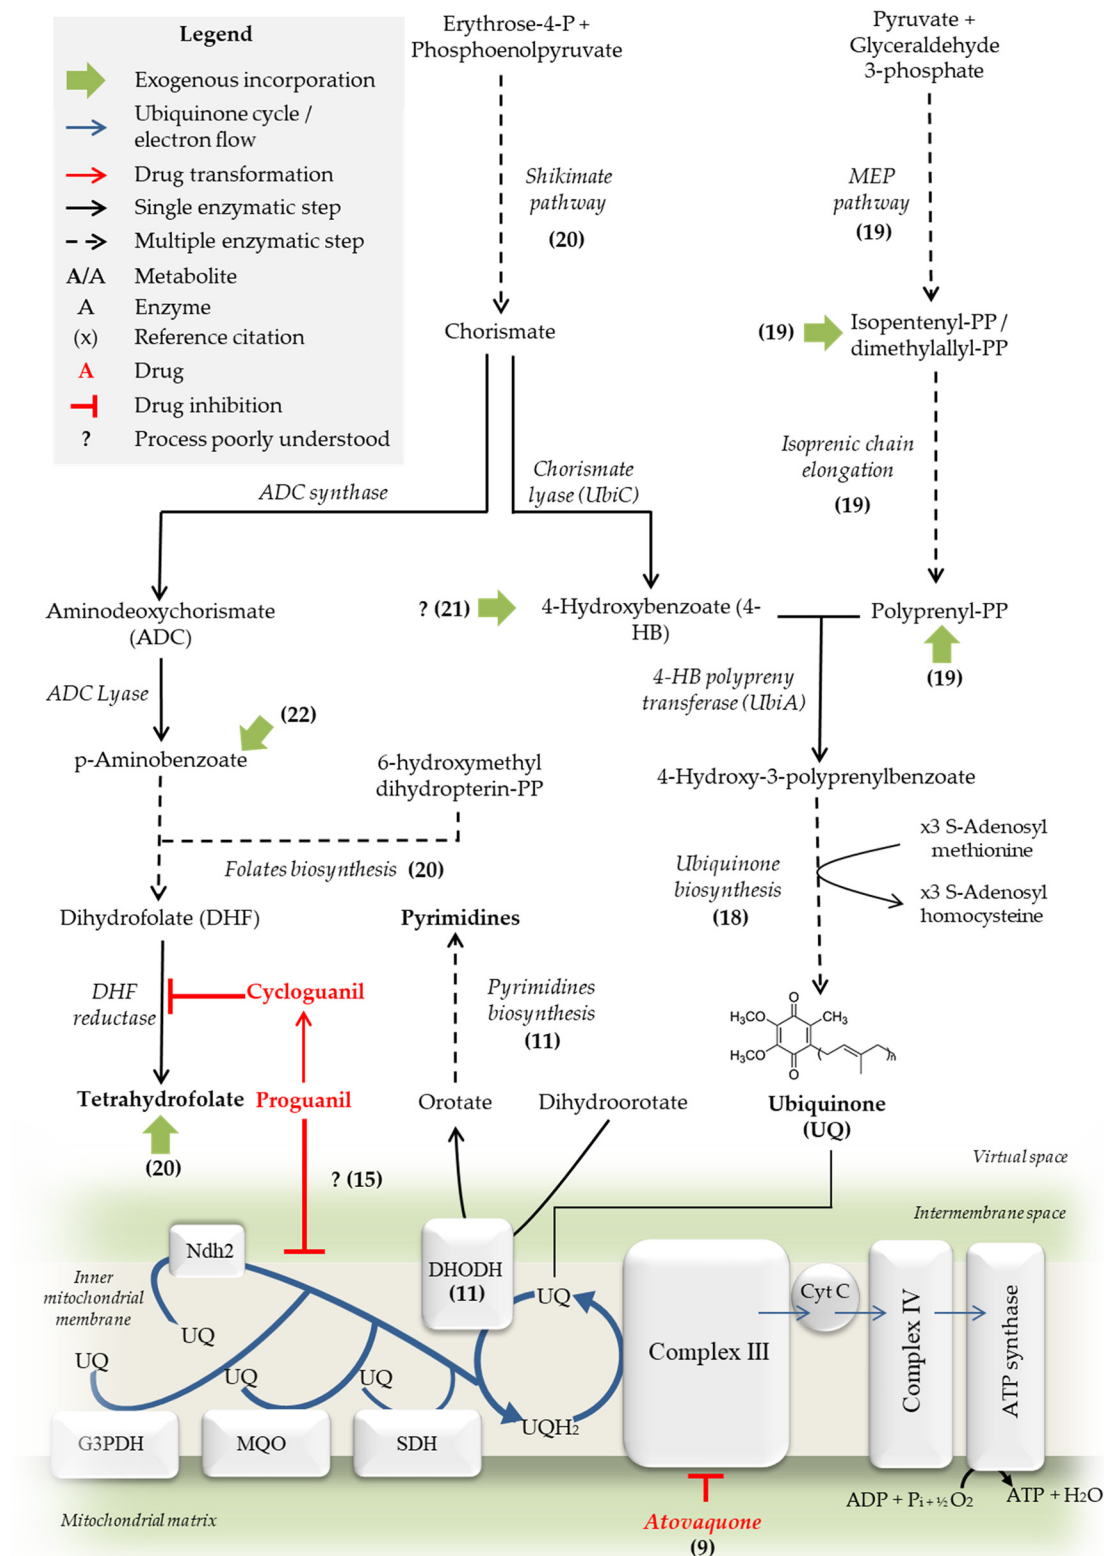 Legend
Exogenous incorporation
Ubiquinone cycle /
electron flow
Drug transformation
Single enzymatic step
Multiple enzymatic step
A/A Metabolite
A Enzyme
(x) Reference citation
A Drug
Drug inhibition
? Process poorly understood
Erythrose-4-P +
Phosphoenolpyruvate
Pyruvate +
Glyceraldehyde
3-phosphate
Shikimate
pathway
(20)
MEP
pathway
(19)
Chorismate
(19)
Isopentenyl-PP /
dimethylallyl-PP
ADC synthase
Chorismate
lyase (UbiC)
Isoprenic chain
elongation
(19)
Aminodeoxychorismate
(ADC)
? (21)
4-Hydroxybenzoate (4-
HB)
Polyprenyl-PP
(19)
ADC Lyase
4-HB polypreny
transferase (UbiA)
(22)
p-Aminobenzoate
6-hydroxymethyl
dihydropterin-PP
4-Hydroxy-3-polyprenylbenzoate
Folates biosynthesis (20)
Ubiquinone
biosynthesis
(18)
x3 S-Adenosyl
methionine
x3 S-Adenosyl
homocysteine
Dihydrofolate (DHF)
Pyrimidines
DHF
reductase
Cycloguanil
Pyrimidines
biosynthesis
(11)
O
H3CO
CH3
H3CO
n
O
Tetrahydrofolate
Proguanil
Orotate
Dihydroorotate
Ubiquinone
(UQ)
(20)
? (15)
Virtual space
Intermembrane space
Ndh2
Inner
mitochondrial
membrane
DHODH
(11)
UQ
Cyt C
UQ
UQ
UQ
UQ
Complex III
Complex IV
ATP synthase
UQH2
G3PDH
MQO
SDH
ADP + Pi + ½ O2
ATP + H2O
Mitochondrial matrix
Atovaquone
(9)